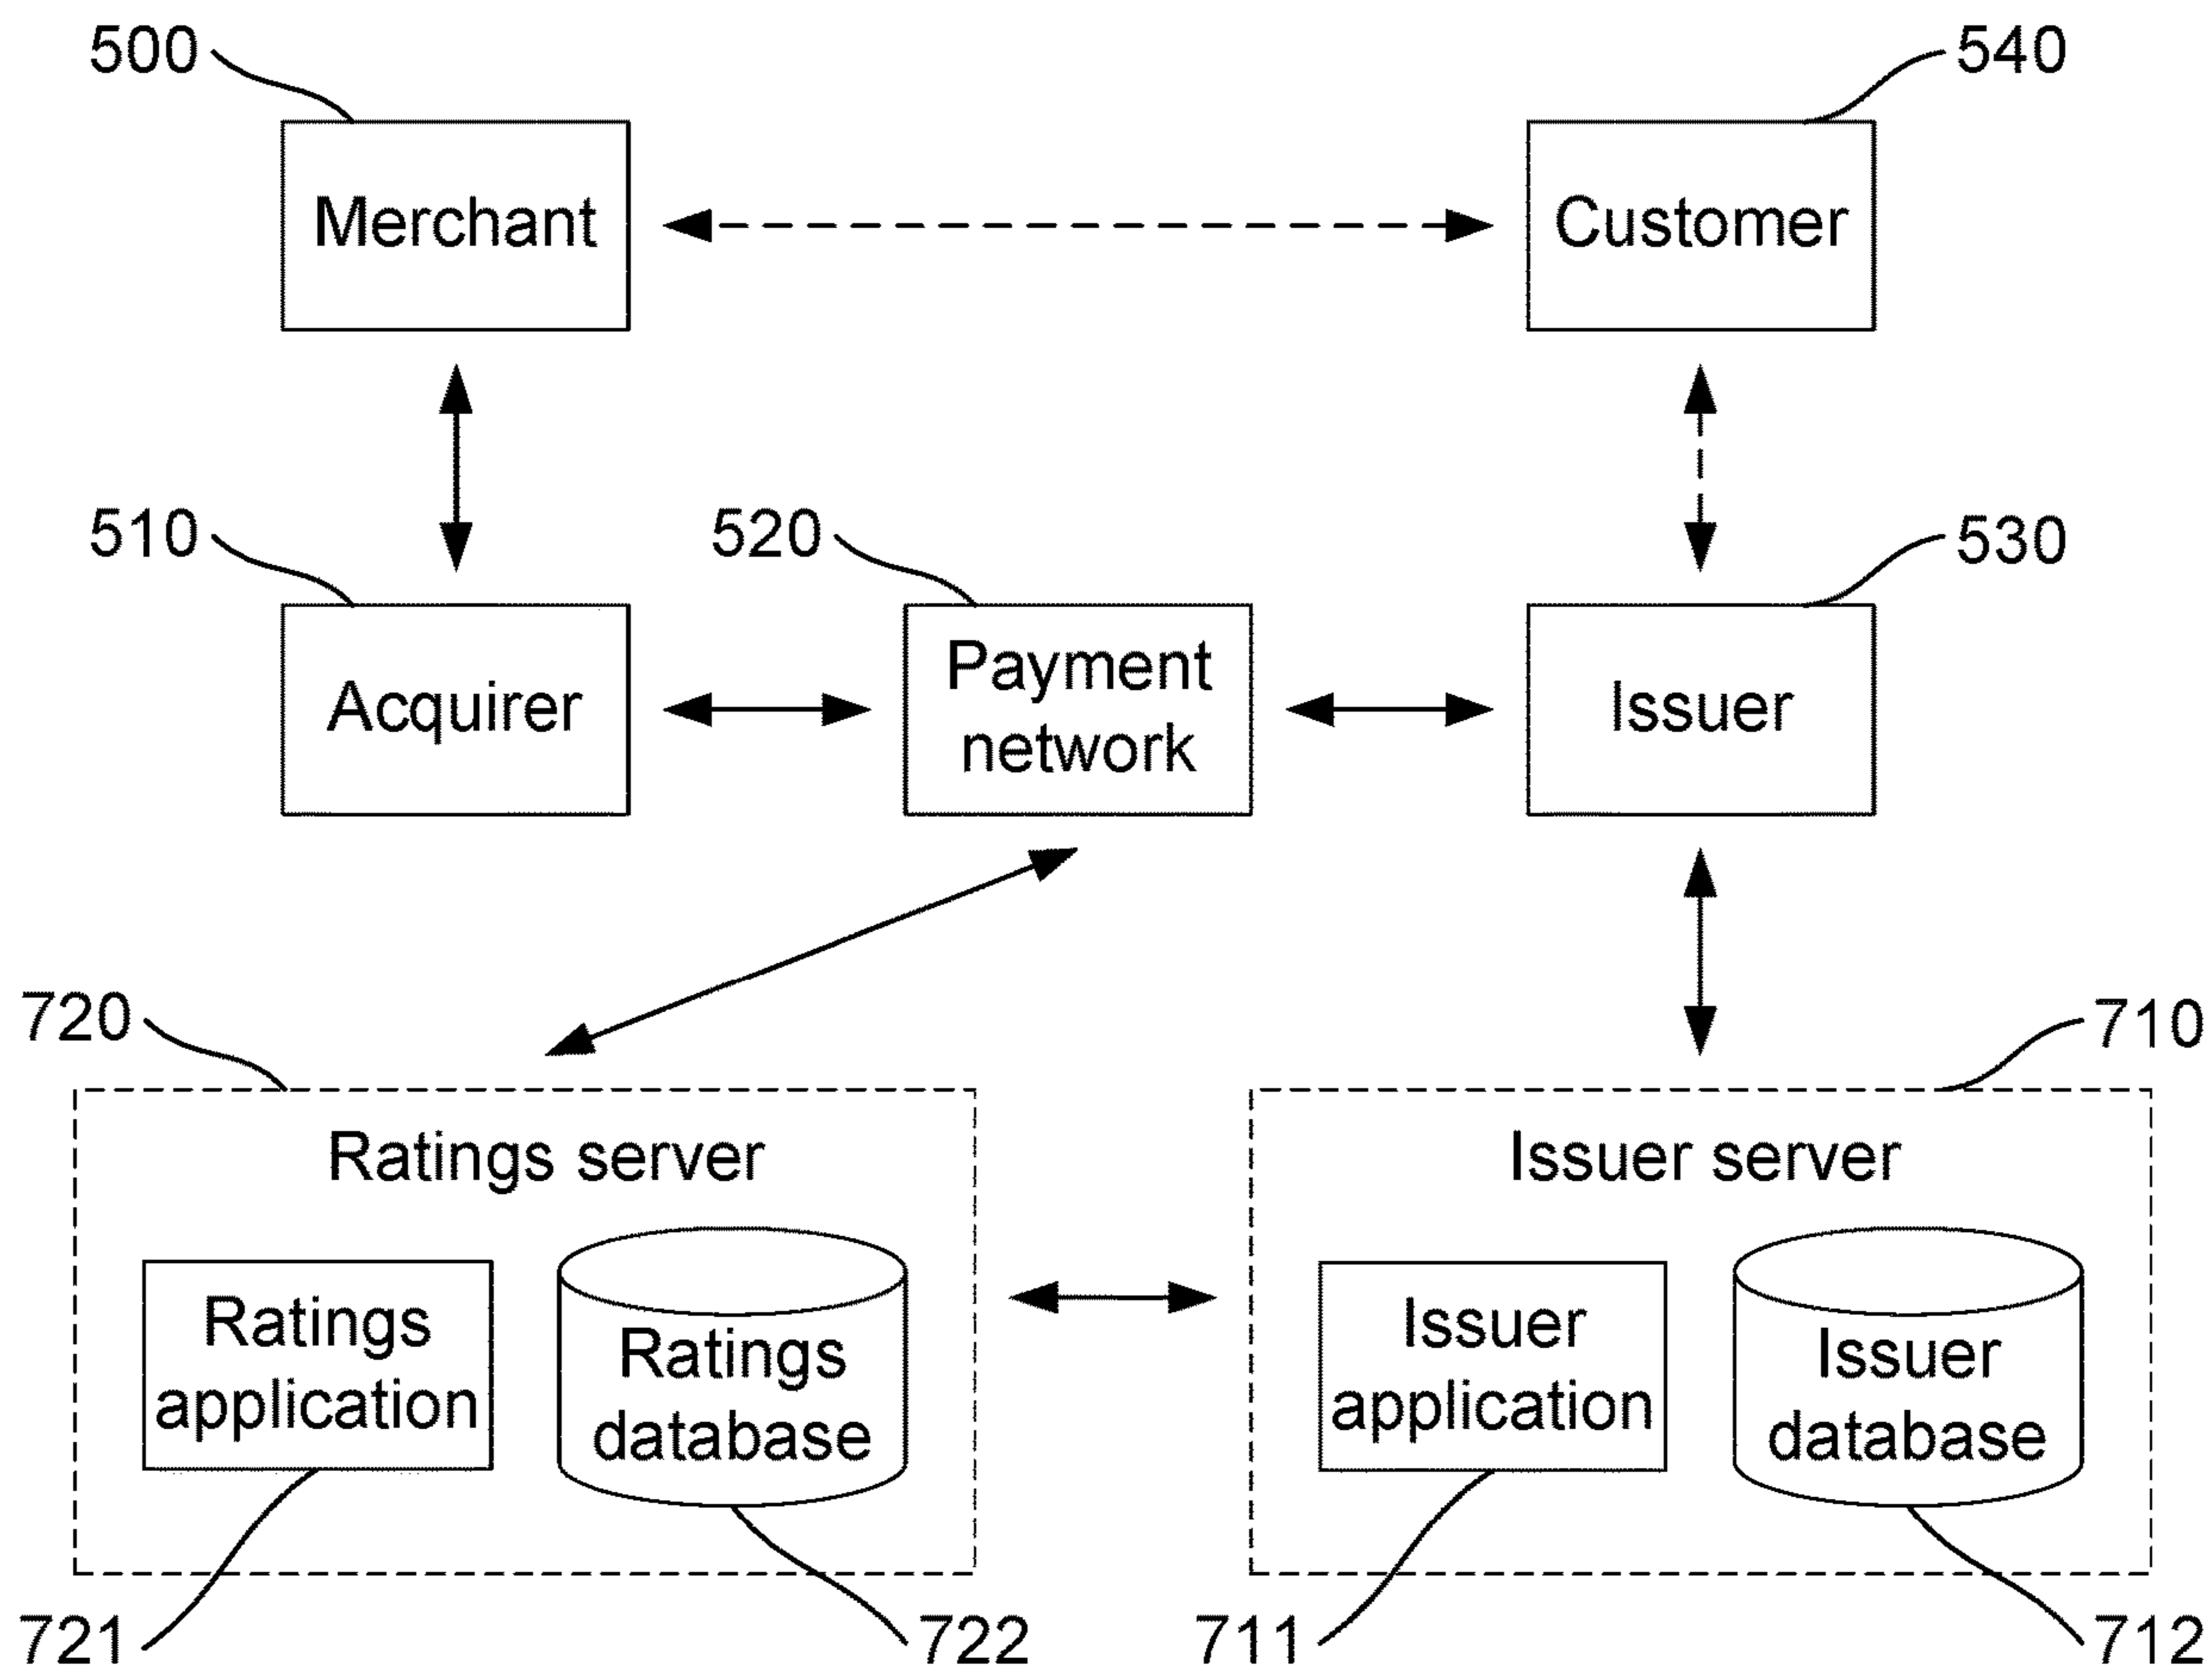 500
540
Merchant
Customer
510
520
530
Acquirer
Payment
network
Issuer
720
710
Ratings server
Issuer server
Ratings
application
Ratings
database
Issuer
application
Issuer
database
721
722
711
712